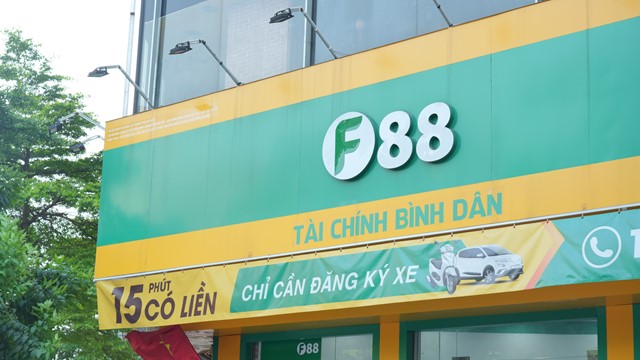 F88
TÀI CHÍNH BÌNH DÂN
15 PHÚT CÓ LIỀN
CHỈ CẦN ĐĂNG KÝ XE
F88